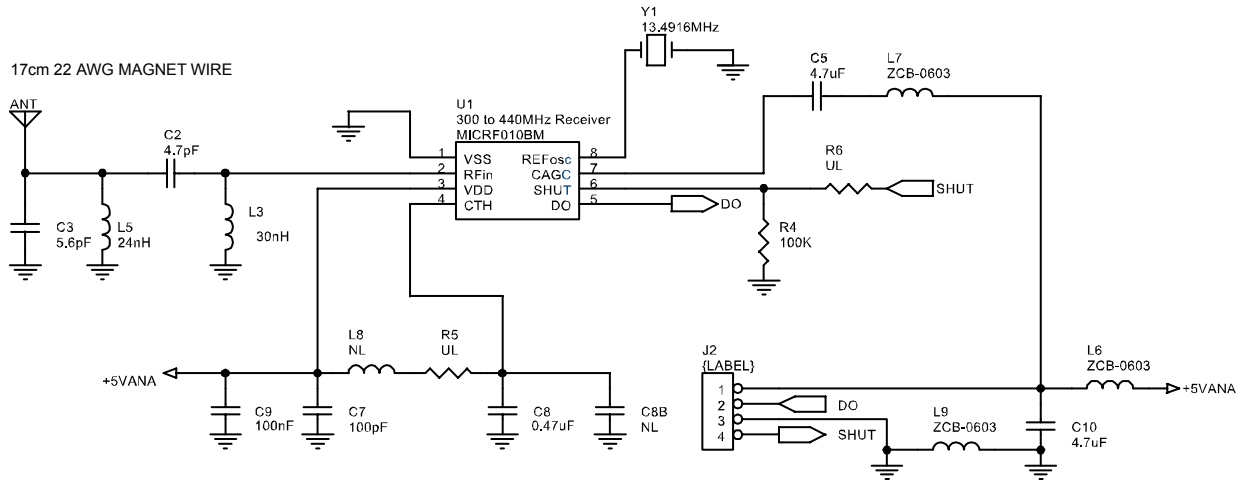 17cm 22 AWG MAGNET WIRE
ANT
C2
4.7pF
C3
5.6pF
L5
24nH
L3
30nH
U1
300 to 440MHz Receiver
MICRF010BM
1 VSS
2 RFin
3 VDD
4 CTH
REFosc 8
CAGC 7
SHUT 6
DO 5
Y1
13.4916MHz
C5
4.7uF
L7
ZCB-0603
R6
UL
SHUT
DO
R4
100K
+5VANA
L8
NL
R5
UL
C9
100nF
C7
100pF
C8
0.47uF
C8B
NL
J2
{LABEL}
1
2
3
4
DO
SHUT
L9
ZCB-0603
L6
ZCB-0603
+5VANA
C10
4.7uF